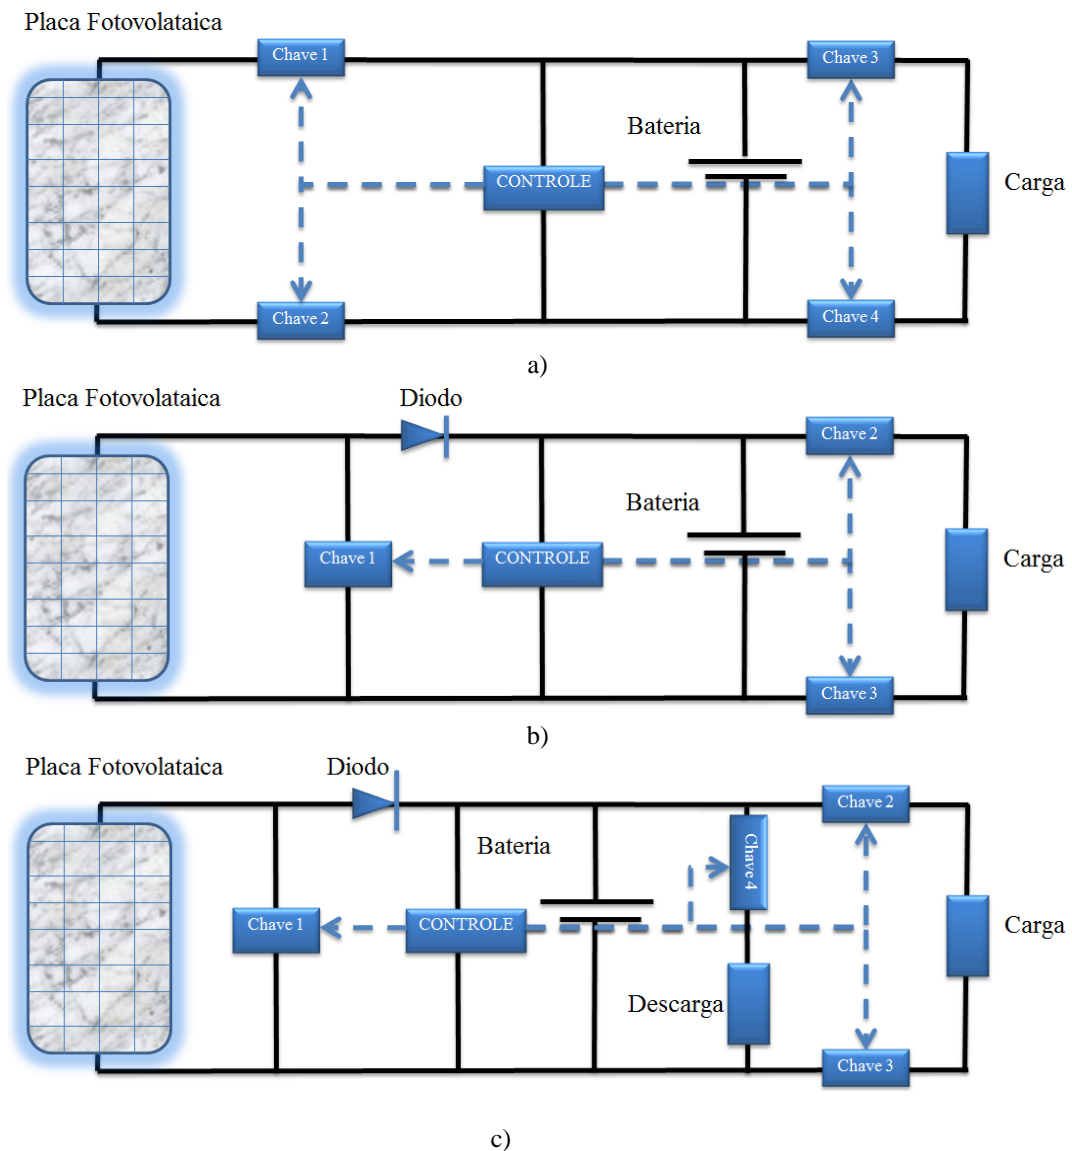 Placa Fotovolataica
Chave 1
Chave 3
Bateria
CONTROLE
Carga
Chave 2
Chave 4
a)
Placa Fotovolataica
Diodo
Chave 2
Bateria
Chave 1
CONTROLE
Carga
Chave 3
b)
Placa Fotovolataica
Diodo
Chave 2
Bateria
Chave 4
Chave 1
CONTROLE
Carga
Descarga
Chave 3
c)